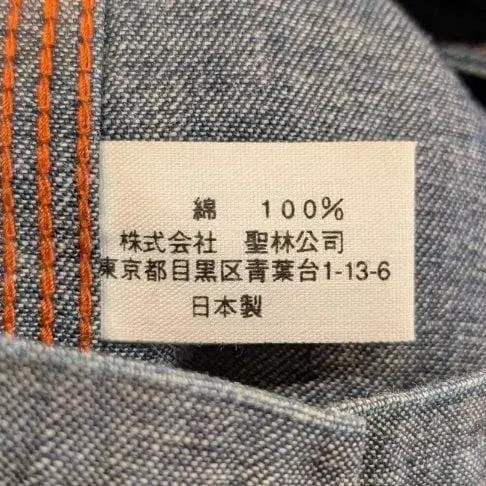 綿 100%
株式会社 聖林公司
東京都目黒区青葉台1-13-6
日本製